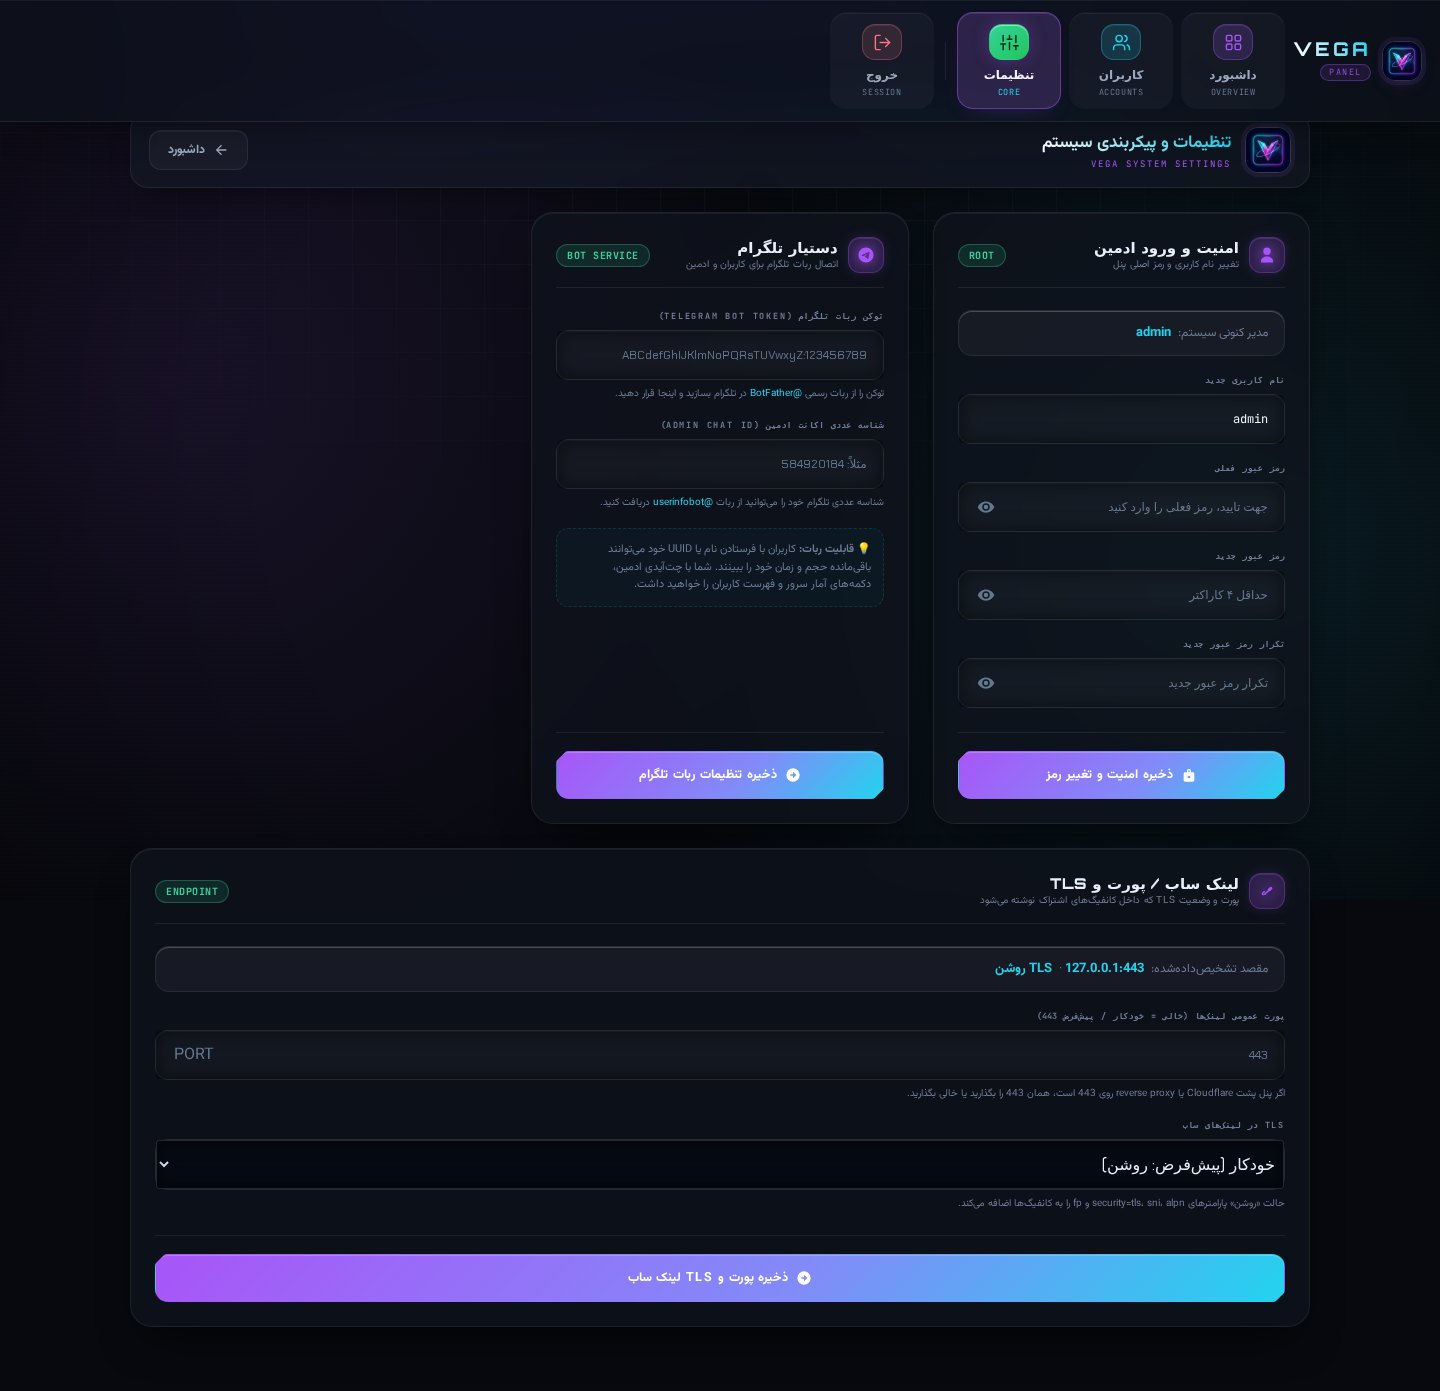 VEGA
PANEL
داشبورد
OVERVIEW
کاربران
ACCOUNTS
تنظیمات
CORE
خروج
SESSION
تنظیمات و پیکربندی سیستم
VEGA SYSTEM SETTINGS
داشبورد
امنیت و ورود ادمین
تغییر نام کاربری و رمز اصلی پنل
ROOT
مدیر کنونی سیستم: admin
نام کاربری جدید
admin
رمز عبور فعلی
جهت تایید، رمز فعلی را وارد کنید
رمز عبور جدید
حداقل ۴ کاراکتر
تکرار رمز عبور جدید
تکرار رمز عبور جدید
ذخیره امنیت و تغییر رمز
دستیار تلگرام
اتصال ربات تلگرام برای کاربران و ادمین
BOT SERVICE
توکن ربات تلگرام (TELEGRAM BOT TOKEN)
ABCdefGhIJKlmNoPQRsTUVwxyZ:123456789
توکن را از ربات رسمی @BotFather در تلگرام بسازید و اینجا قرار دهید.
شناسه عددی اکانت ادمین (ADMIN CHAT ID)
مثلاً: 584920184
شناسه عددی تلگرام خود را می‌توانید از ربات @userinfobot دریافت کنید.
💡 قابلیت ربات: کاربران با فرستادن نام یا UUID خود می‌توانند
باقی‌مانده حجم و زمان خود را ببینند. شما با چت‌آیدی ادمین،
دکمه‌های آمار سرور و فهرست کاربران را خواهید داشت.
ذخیره تنظیمات ربات تلگرام
لینک ساب / پورت و TLS
پورت و وضعیت TLS که داخل کانفیگ‌های اشتراک نوشته می‌شود
ENDPOINT
مقصد تشخیص‌داده‌شده: 127.0.0.1:443 · TLS روشن
پورت عمومی لینک‌ها (خالی = خودکار / پیش‌فرض 443)
443
PORT
اگر پنل پشت Cloudflare یا reverse proxy روی 443 است، همان 443 را بگذارید یا خالی بگذارید.
TLS در لینک‌های ساب
خودکار (پیش‌فرض: روشن)
حالت «روشن» پارامترهای security=tls، sni، alpn و fp را به کانفیگ‌ها اضافه می‌کند.
ذخیره پورت و TLS لینک ساب